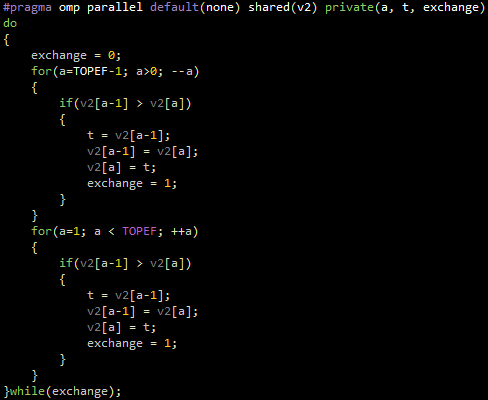 #pragma omp parallel default(none) shared(v2) private(a, t, exchange)
do
{
    exchange = 0;
    for(a=TOPEF-1; a>0; --a)
    {
        if(v2[a-1] > v2[a])
        {
            t = v2[a-1];
            v2[a-1] = v2[a];
            v2[a] = t;
            exchange = 1;
        }
    }
    for(a=1; a < TOPEF; ++a)
    {
        if(v2[a-1] > v2[a])
        {
            t = v2[a-1];
            v2[a-1] = v2[a];
            v2[a] = t;
            exchange = 1;
        }
    }
}while(exchange);